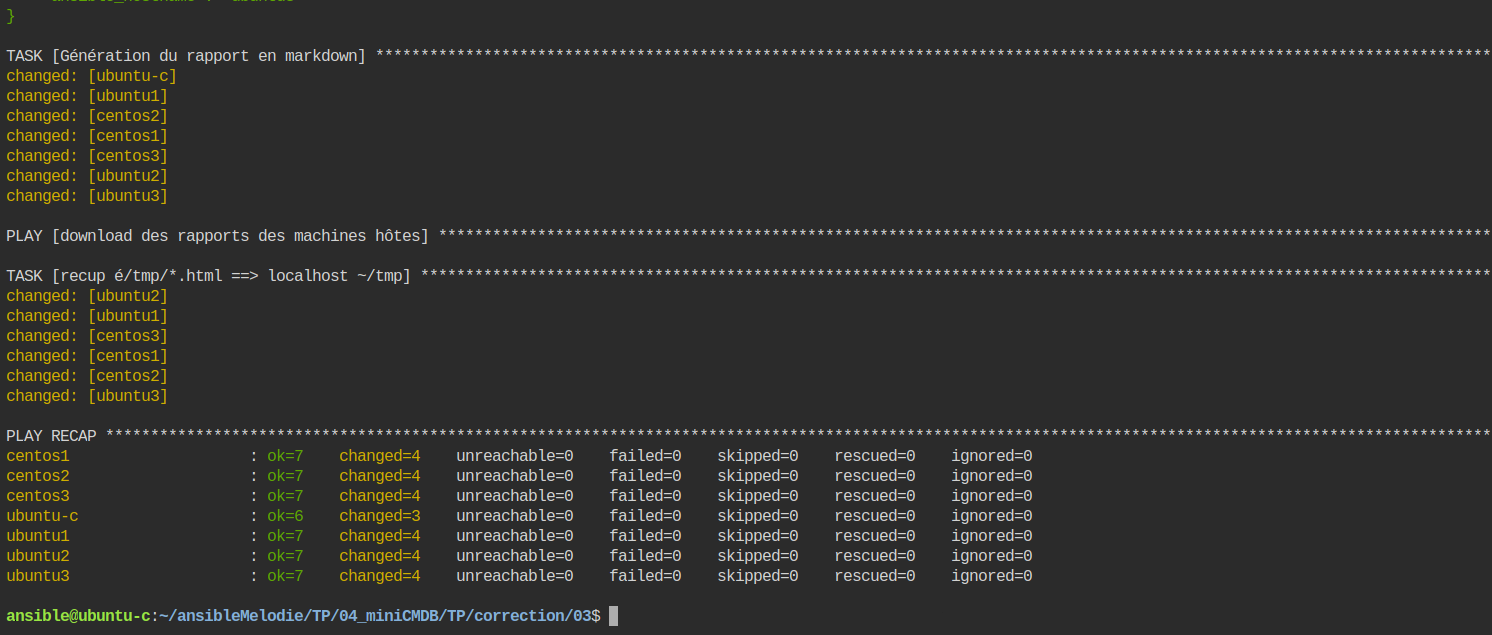 }
TASK [Génération du rapport en markdown] ****************************************************************************************************************************
changed: [ubuntu-c]
changed: [ubuntu1]
changed: [centos2]
changed: [centos1]
changed: [centos3]
changed: [ubuntu2]
changed: [ubuntu3]
PLAY [download des rapports des machines hôtes] *********************************************************************************************************************
TASK [recup é/tmp/*.html ==> localhost ~/tmp] ***********************************************************************************************************************
changed: [ubuntu2]
changed: [ubuntu1]
changed: [centos3]
changed: [centos1]
changed: [centos2]
changed: [ubuntu3]
PLAY RECAP **********************************************************************************************************************************************************
centos1                    : ok=7    changed=4    unreachable=0    failed=0    skipped=0    rescued=0    ignored=0
centos2                    : ok=7    changed=4    unreachable=0    failed=0    skipped=0    rescued=0    ignored=0
centos3                    : ok=7    changed=4    unreachable=0    failed=0    skipped=0    rescued=0    ignored=0
ubuntu-c                   : ok=6    changed=3    unreachable=0    failed=0    skipped=0    rescued=0    ignored=0
ubuntu1                    : ok=7    changed=4    unreachable=0    failed=0    skipped=0    rescued=0    ignored=0
ubuntu2                    : ok=7    changed=4    unreachable=0    failed=0    skipped=0    rescued=0    ignored=0
ubuntu3                    : ok=7    changed=4    unreachable=0    failed=0    skipped=0    rescued=0    ignored=0
ansible@ubuntu-c:~/ansibleMelodie/TP/04_miniCMDB/TP/correction/03$